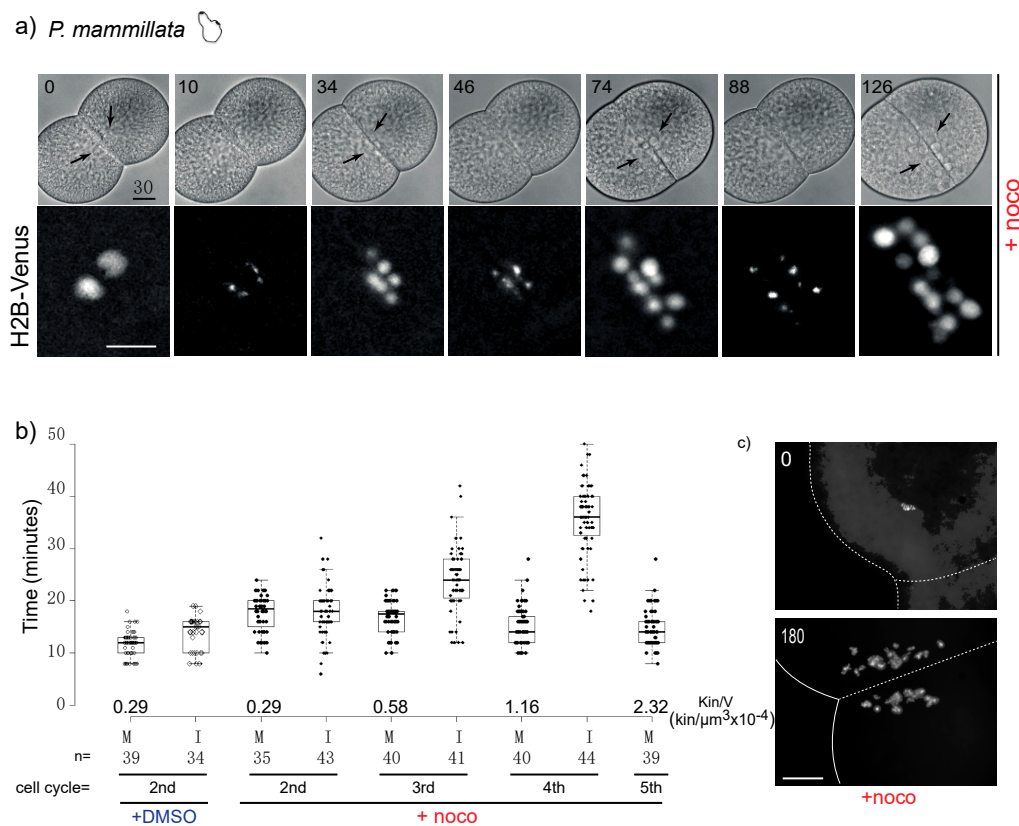 a) P. mammillata
0 10 34 46 74 88 126
30
+ noco
H2B-Venus
b)
Time (minutes)
50
40
30
20
10
0
0.29 0.29 0.58 1.16 2.32 Kin/V
(kin/µm³x10⁻⁴)
M I M I M I M I M
n= 39 34 35 43 40 41 40 44 39
cell cycle= 2nd 2nd 3rd 4th 5th
+DMSO + noco
c)
0
180
+noco